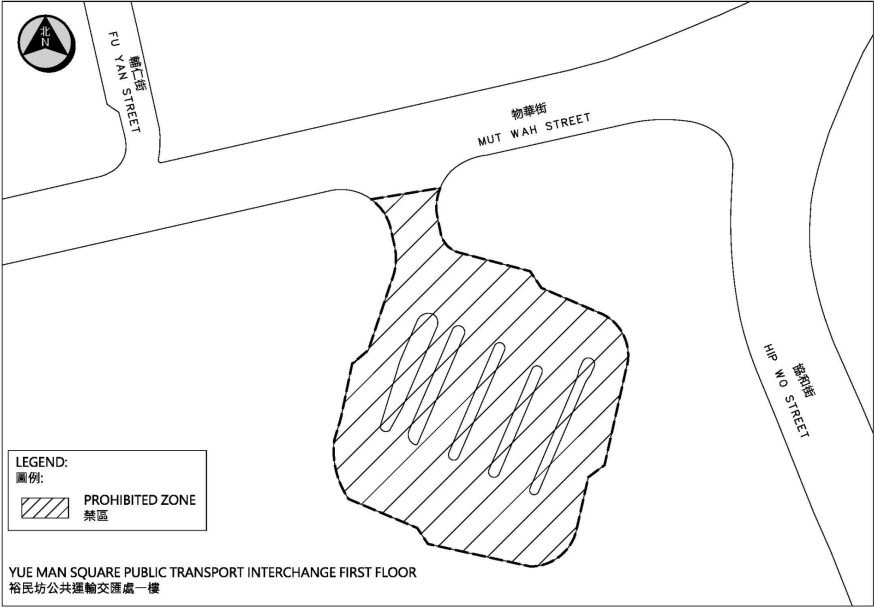 北
N
輔仁街
FU YAN STREET
物華街
MUT WAH STREET
協和街
HIP WO STREET
LEGEND:
圖例:
PROHIBITED ZONE
禁區
YUE MAN SQUARE PUBLIC TRANSPORT INTERCHANGE FIRST FLOOR
裕民坊公共運輸交匯處一樓